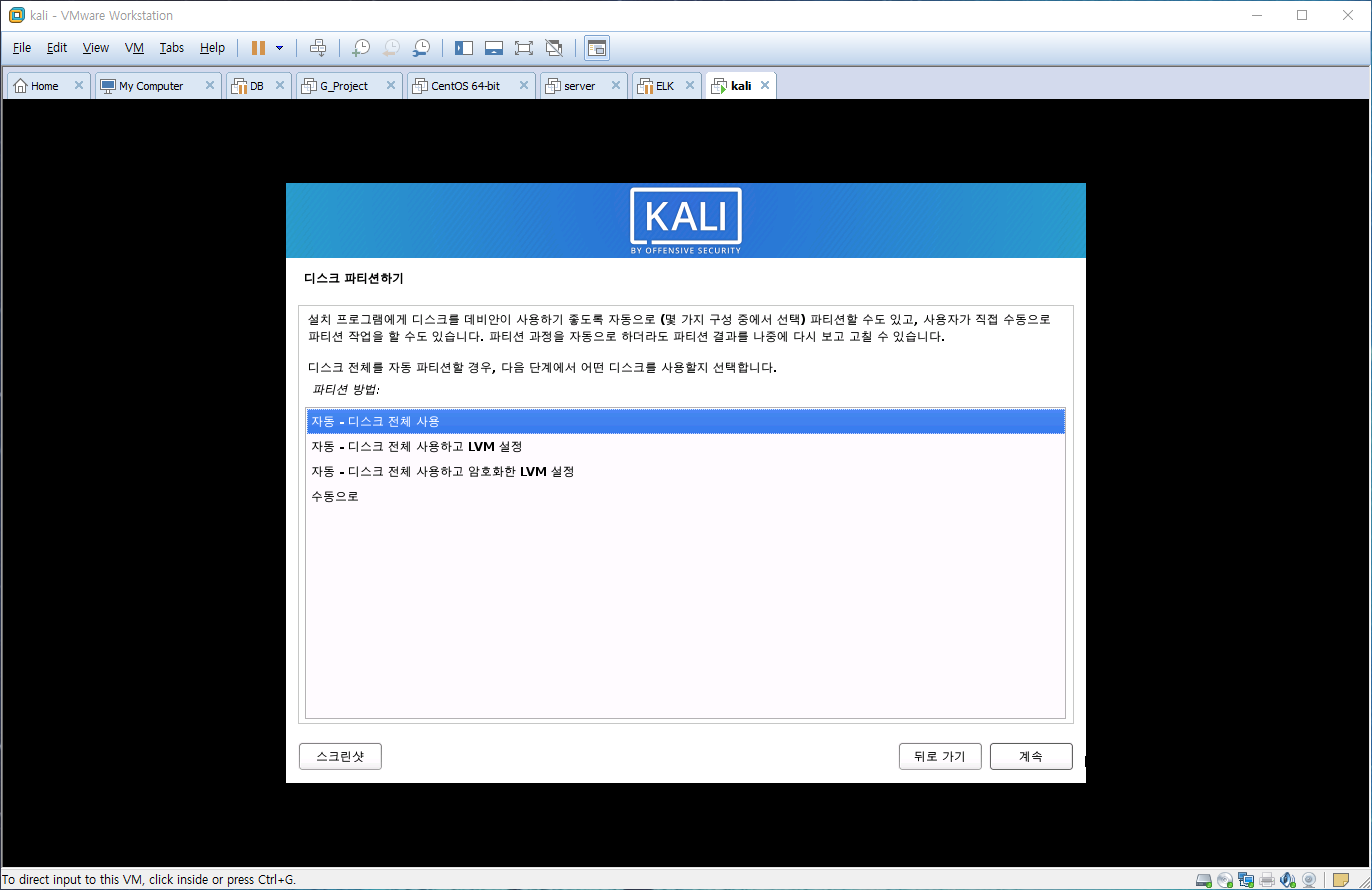 kali - VMware Workstation
File Edit View VM Tabs Help
Home My Computer DB G_Project CentOS 64-bit server ELK kali
KALI
BY OFFENSIVE SECURITY
디스크 파티션하기
설치 프로그램에게 디스크를 데비안이 사용하기 좋도록 자동으로 (몇 가지 구성 중에서 선택) 파티션할 수도 있고, 사용자가 직접 수동으로
파티션 작업을 할 수도 있습니다. 파티션 과정을 자동으로 하더라도 파티션 결과를 나중에 다시 보고 고칠 수 있습니다.
디스크 전체를 자동 파티션할 경우, 다음 단계에서 어떤 디스크를 사용할지 선택합니다.
파티션 방법:
자동 - 디스크 전체 사용
자동 - 디스크 전체 사용하고 LVM 설정
자동 - 디스크 전체 사용하고 암호화한 LVM 설정
수동으로
스크린샷 뒤로 가기 계속
To direct input to this VM, click inside or press Ctrl+G.